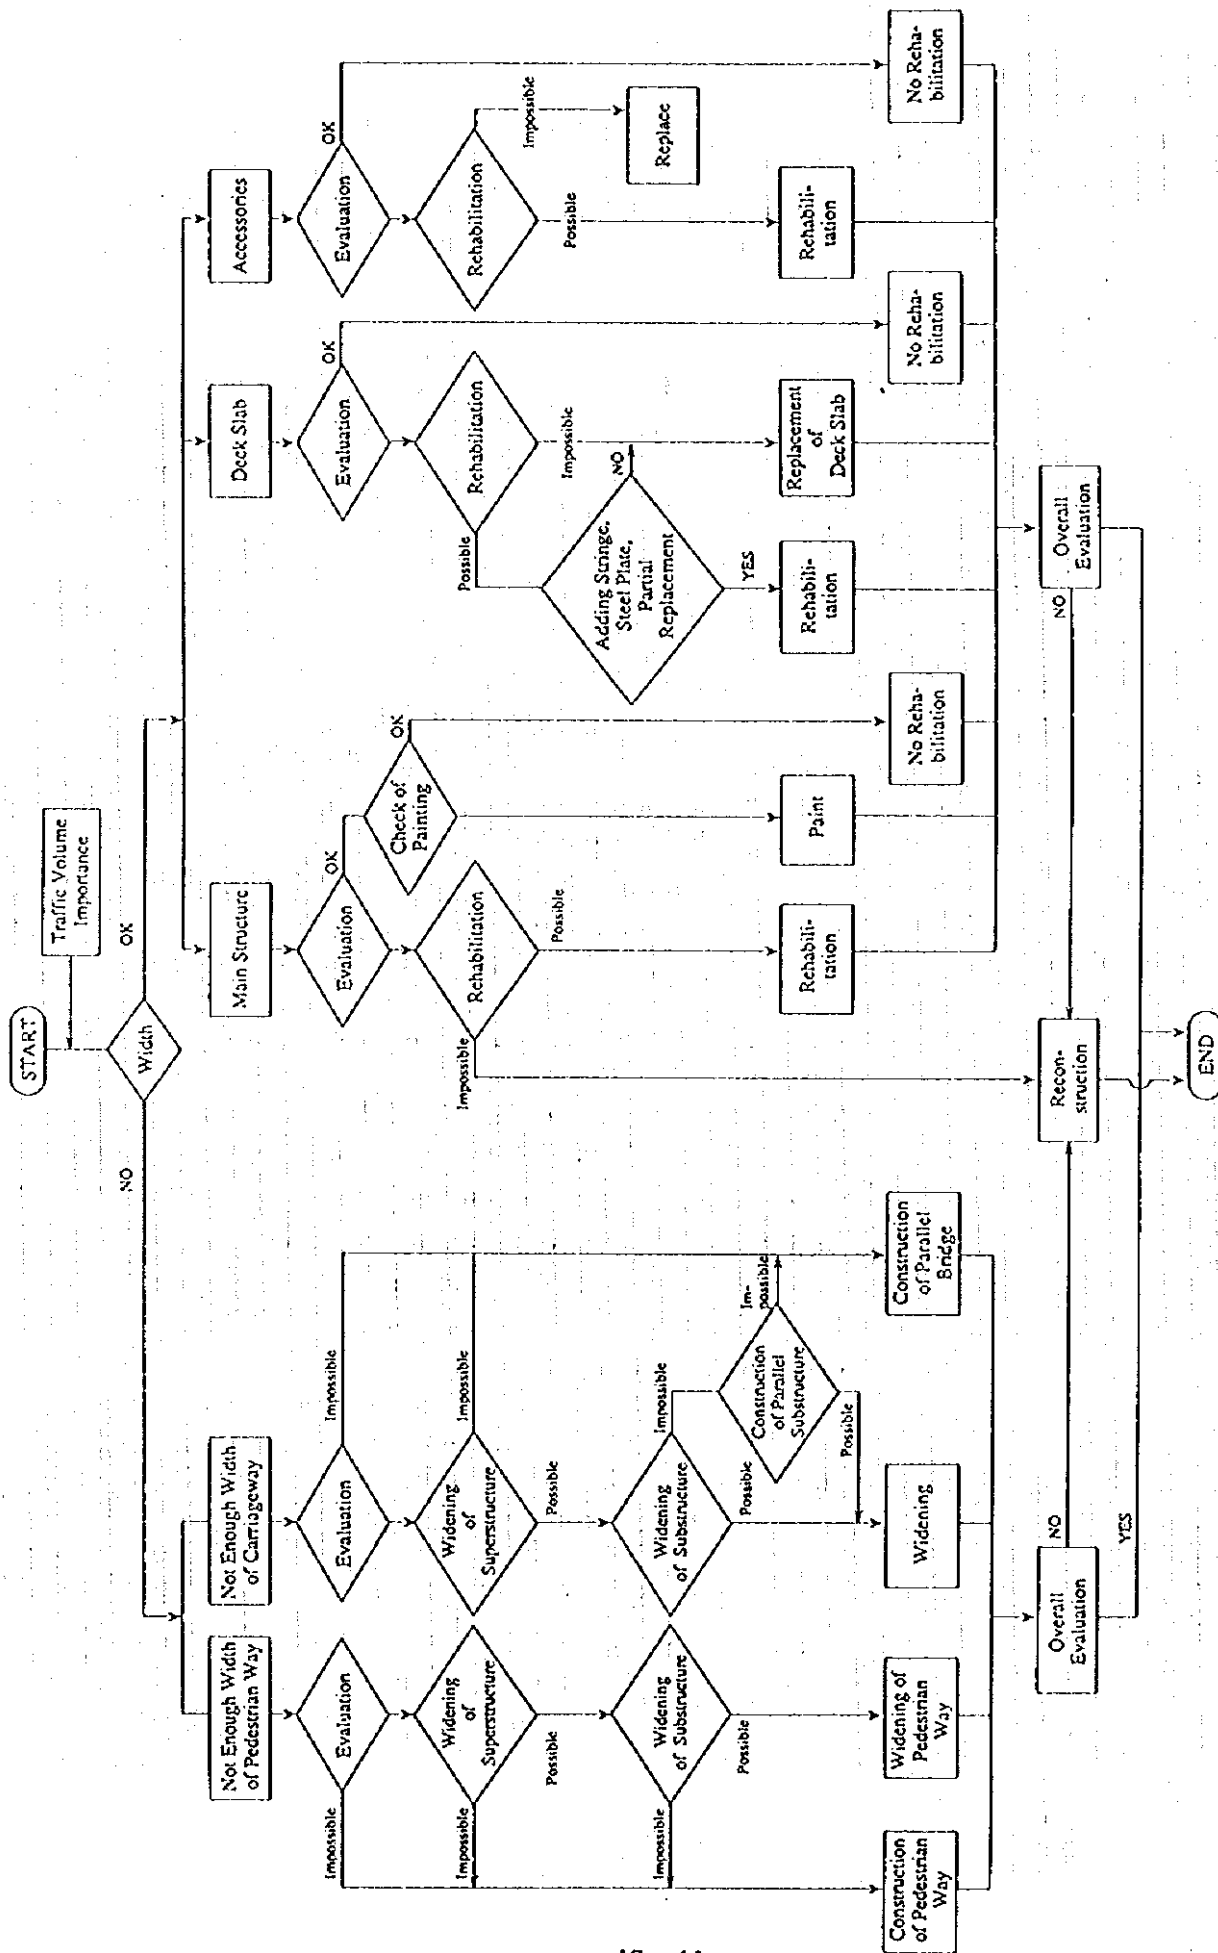 START
Traffic Volume
Importance
Width
NO
OK
Not Enough Width
of Pedestrian Way
Not Enough Width
of Carriageway
Main Structure
Deck Slab
Accessories
Evaluation
Impossible
Evaluation
Impossible
Evaluation
OK
Evaluation
OK
Evaluation
OK
Check of
Painting
OK
Widening
of
Superstructure
Impossible
Possible
Widening
of
Superstructure
Impossible
Possible
Rehabilitation
Impossible
Possible
Rehabilitation
Possible
Impossible
Rehabilitation
Impossible
Possible
Replace
Widening
of Substructure
Impossible
Possible
Widening
of Substructure
Impossible
Possible
Construction
of Parallel
Substructure
Im-
possible
Possible
Adding Stringe,
Steel Plate,
Partial
Replacement
NO
YES
Rehabili-
tation
Paint
Rehabili-
tation
Replacement
of
Deck Slab
Rehabili-
tation
Construction
of Pedestrian
Way
Widening of
Pedestrian
Way
Widening
Construction
of Parallel
Bridge
No Reha-
bilitation
No Reha-
bilitation
No Reha-
bilitation
Overall
Evaluation
NO
YES
Recon-
struction
NO
Overall
Evaluation
END